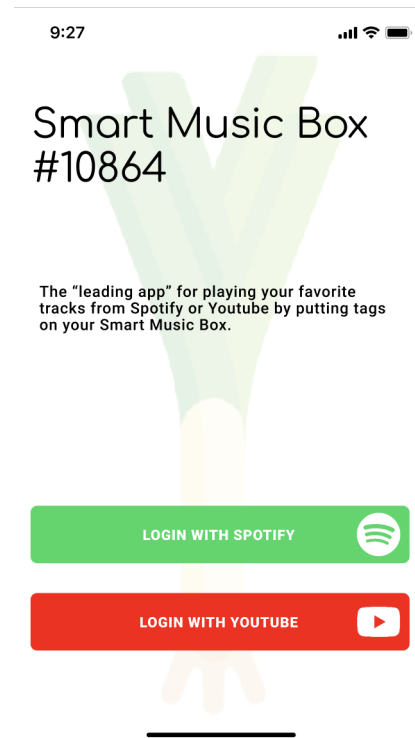 9:27
Smart Music Box
#10864
The “leading app” for playing your favorite
tracks from Spotify or Youtube by putting tags
on your Smart Music Box.
LOGIN WITH SPOTIFY
LOGIN WITH YOUTUBE